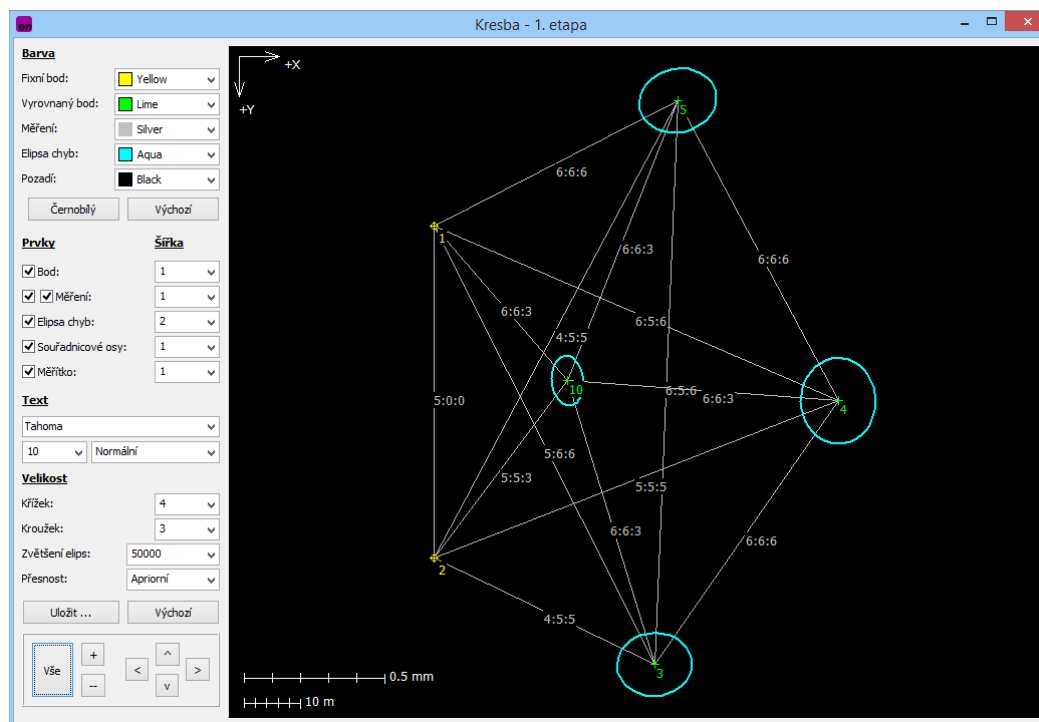 en
Kresba - 1. etapa
Barva
Fixní bod:
Yellow
Vyrovnaný bod:
Lime
Měření:
Silver
Elipsa chyb:
Aqua
Pozadí:
Black
Černobílý
Výchozí
Prvky
Šířka
Bod:
1
Měření:
1
Elipsa chyb:
2
Souřadnicové osy:
1
Měřítko:
1
Text
Tahoma
10
Normální
Velikost
Křížek:
4
Kroužek:
3
Zvětšení elips:
50000
Přesnost:
Apriorní
Uložit ...
Výchozí
Vše
+
--
<
^
v
>
+X
+Y
5
6:6:6
1
6:6:3
6:6:6
6:6:3
6:5:6
4:5:5
10
6:5:6
6:6:3
5:0:0
4
5:6:6
5:5:3
5:5:5
6:6:3
6:6:6
2
4:5:5
3
0.5 mm
10 m